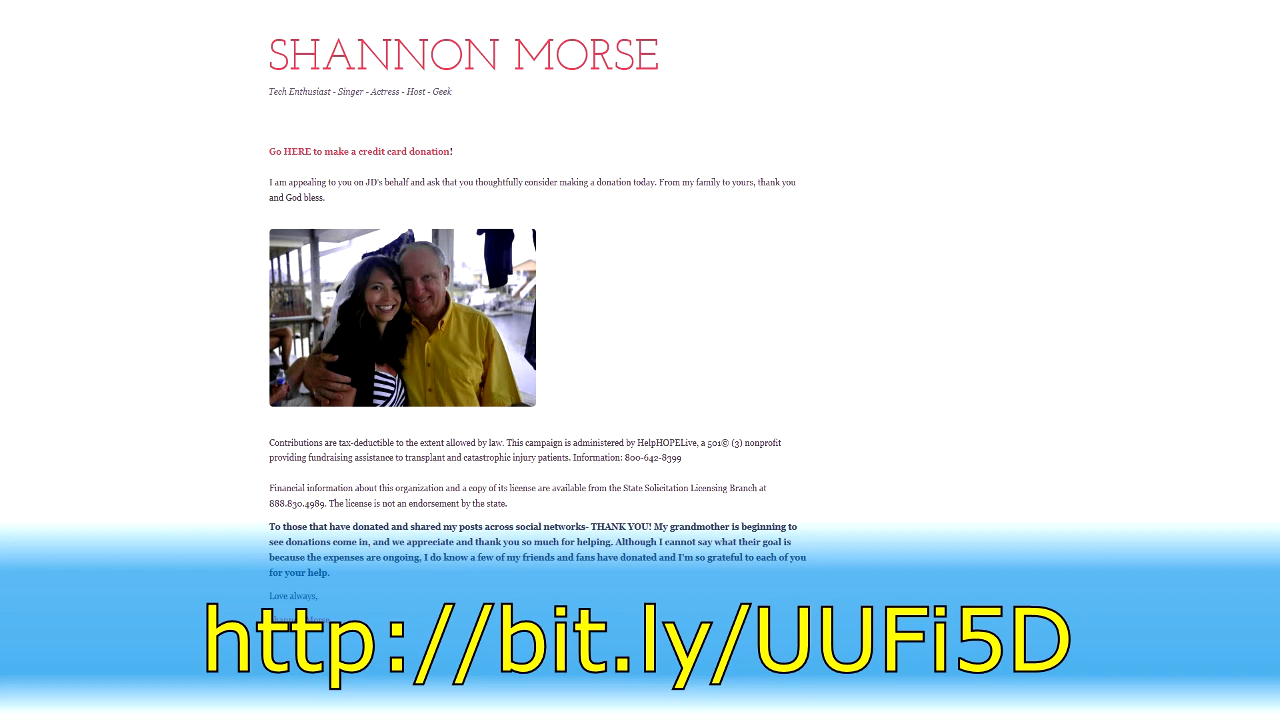 SHANNON MORSE
Tech Enthusiast - Singer - Actress - Host - Geek
Go HERE to make a credit card donation!
I am appealing to you on JD's behalf and ask that you thoughtfully consider making a donation today. From my family to yours, thank you
and God bless.
Contributions are tax-deductible to the extent allowed by law. This campaign is administered by HelpHOPELive, a 501© (3) nonprofit
providing fundraising assistance to transplant and catastrophic injury patients. Information: 800-642-8399
Financial information about this organization and a copy of its license are available from the State Solicitation Licensing Branch at
888.830.4989. The license is not an endorsement by the state.
To those that have donated and shared my posts across social networks- THANK YOU! My grandmother is beginning to
see donations come in, and we appreciate and thank you so much for helping. Although I cannot say what their goal is
because the expenses are ongoing, I do know a few of my friends and fans have donated and I'm so grateful to each of you
for your help.
Love always,
http://bit.ly/UUFi5D